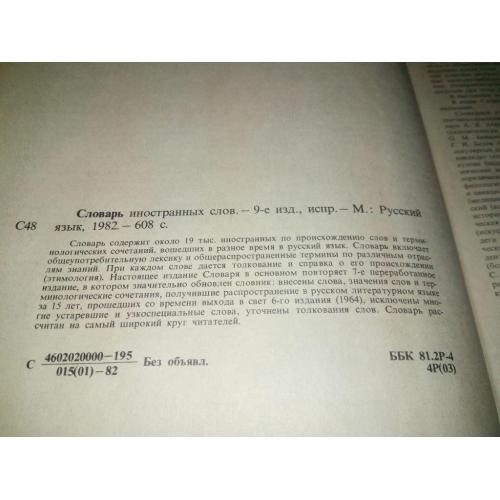 Словарь иностранных слов.— 9-е изд., испр.— М.: Русский
С48 язык, 1982.— 608 с.
Словарь содержит около 19 тыс. иностранных по происхождению слов и терми-
нологических сочетаний, вошедших в разное время в русский язык. Словарь включает
общеупотребительную лексику и общераспространенные термины по различным отрас-
лям знаний. При каждом слове дается толкование и справка о его происхождении
(этимология). Настоящее издание Словаря в основном повторяет 7-е переработанное
издание, в котором значительно обновлен словник: внесены слова, значения слов и тер-
минологические сочетания, получившие распространение в русском литературном языке
за 15 лет, прошедших со времени выхода в свет 6-го издания (1964), исключены мно-
гие устаревшие и узкоспециальные слова, уточнены толкования слов. Словарь рас-
считан на самый широкий круг читателей.
С 4602020000—195 Без объявл.
015(01)—82
ББК 81.2Р-4
4Р(03)